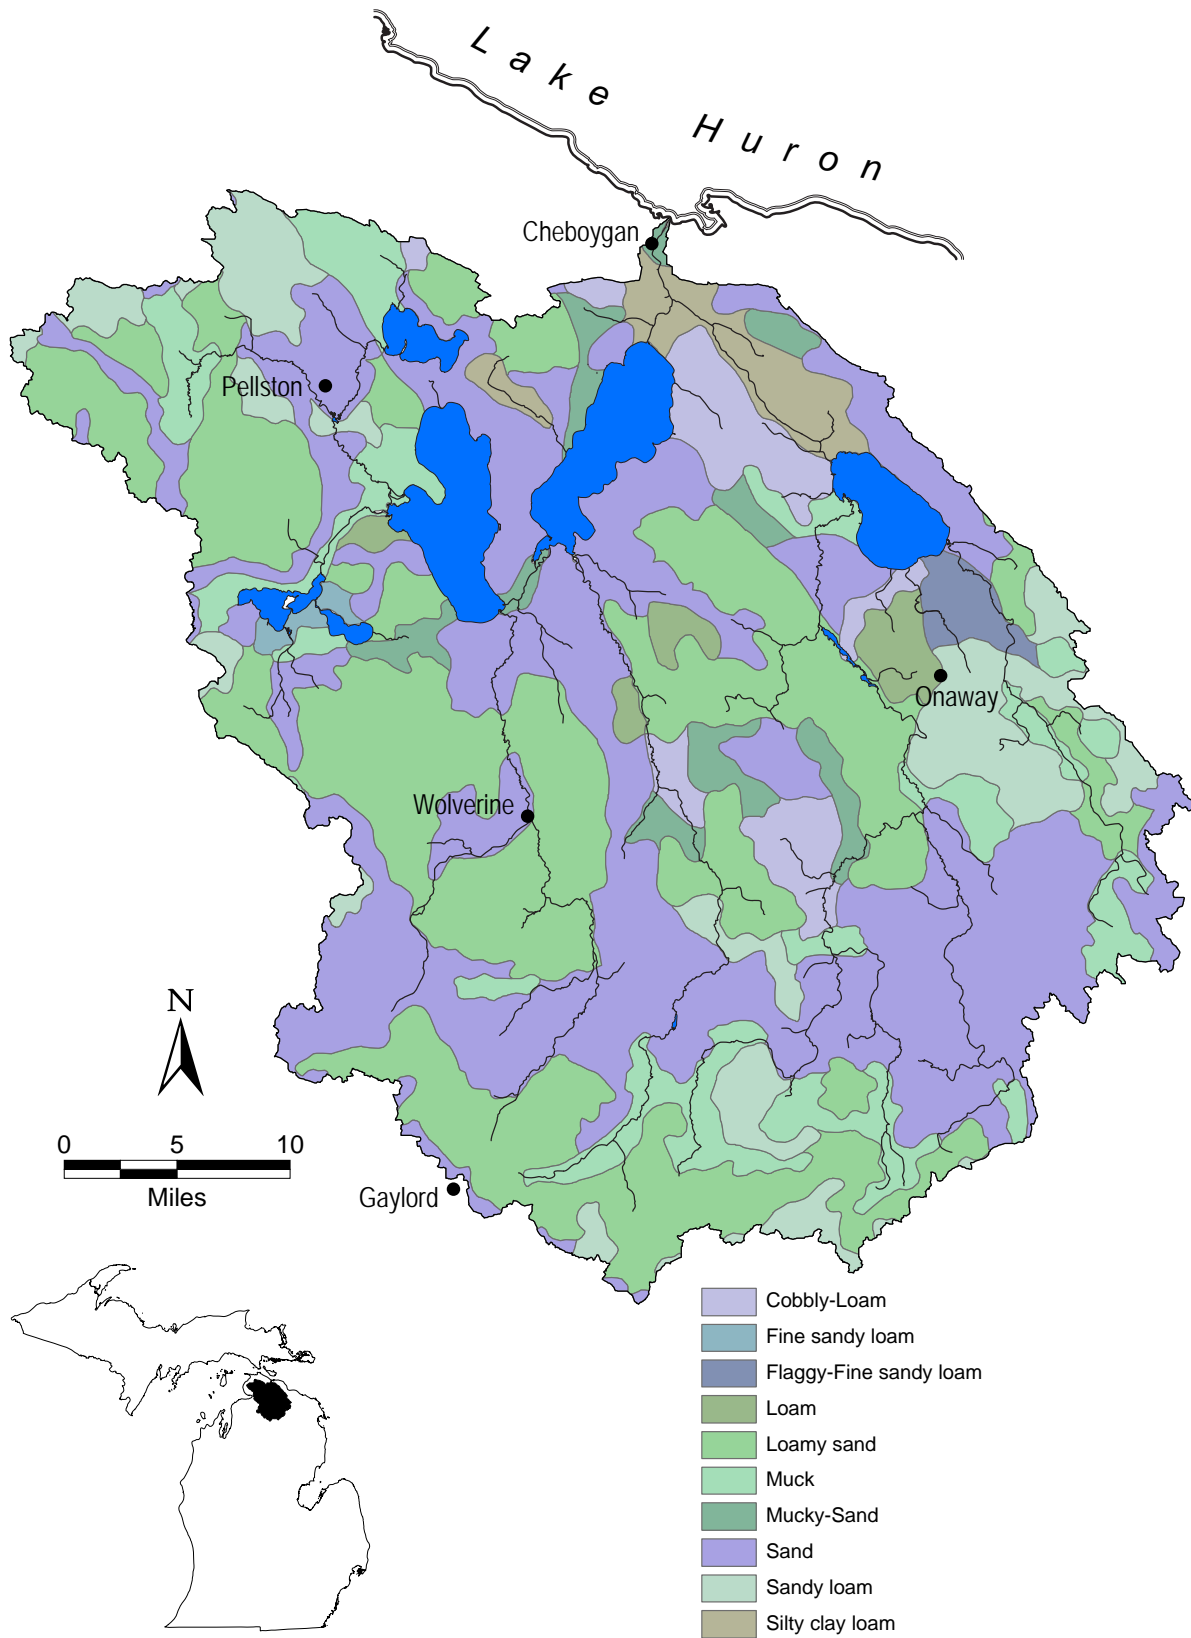 Lake Huron
Cheboygan
Pellston
Onaway
Wolverine
N
0 5 10
Miles
Gaylord
Cobbly-Loam
Fine sandy loam
Flaggy-Fine sandy loam
Loam
Loamy sand
Muck
Mucky-Sand
Sand
Sandy loam
Silty clay loam